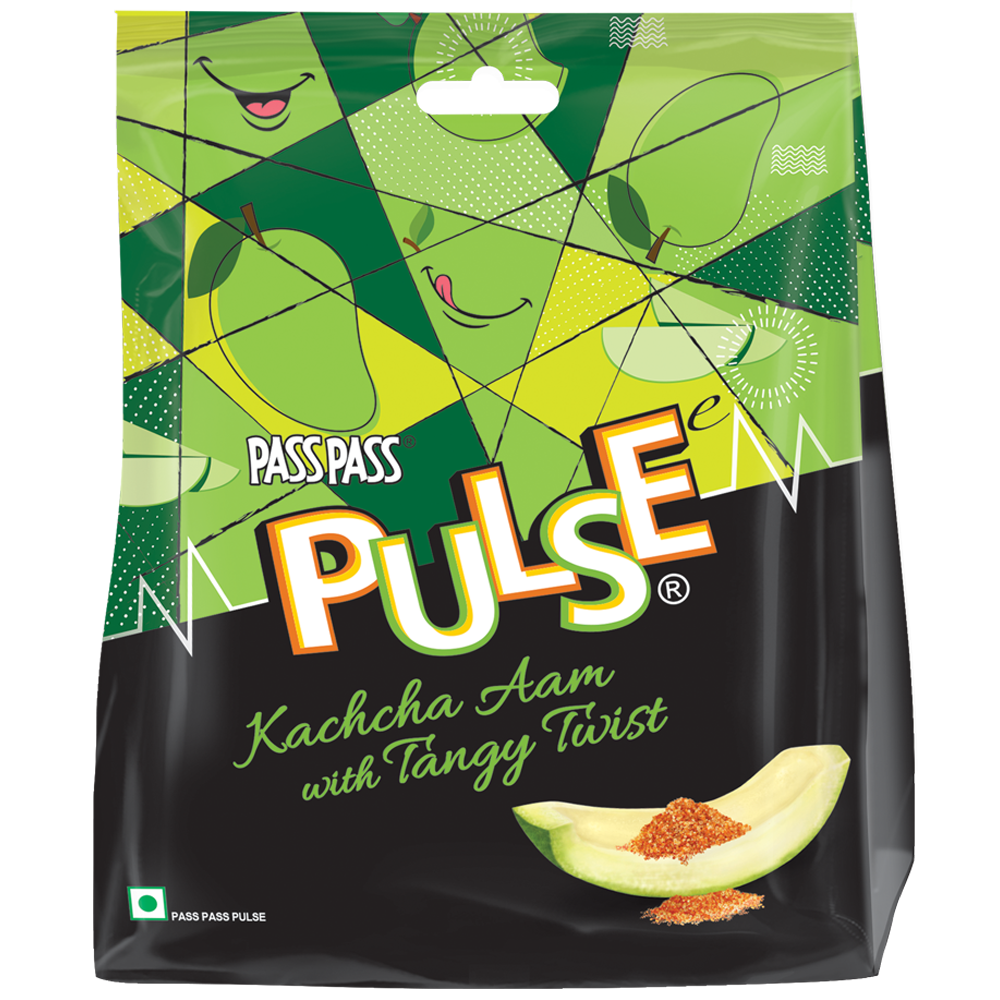 PASS PASS®
PULSE®
e
Kachcha Aam
with Tangy Twist
PASS PASS PULSE